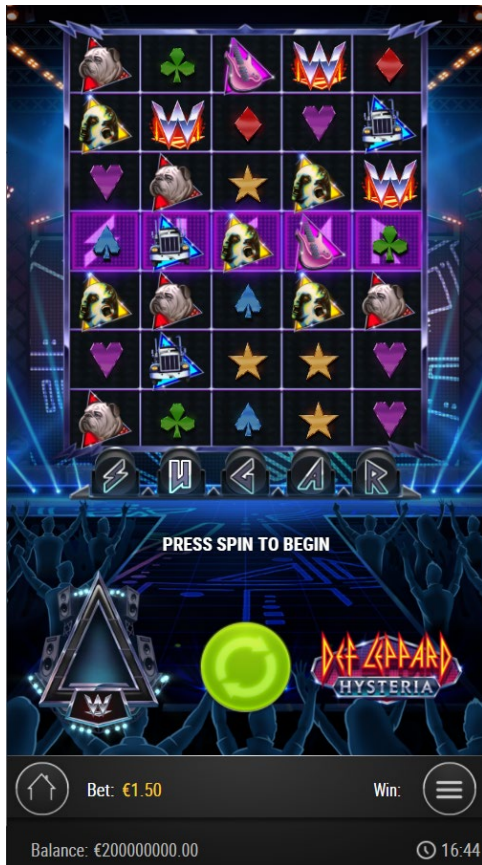 W
W
W
S U G A R
PRESS SPIN TO BEGIN
DEF LEPPARD
HYSTERIA
W
Bet: €1.50
Win:
Balance: €200000000.00
16:44